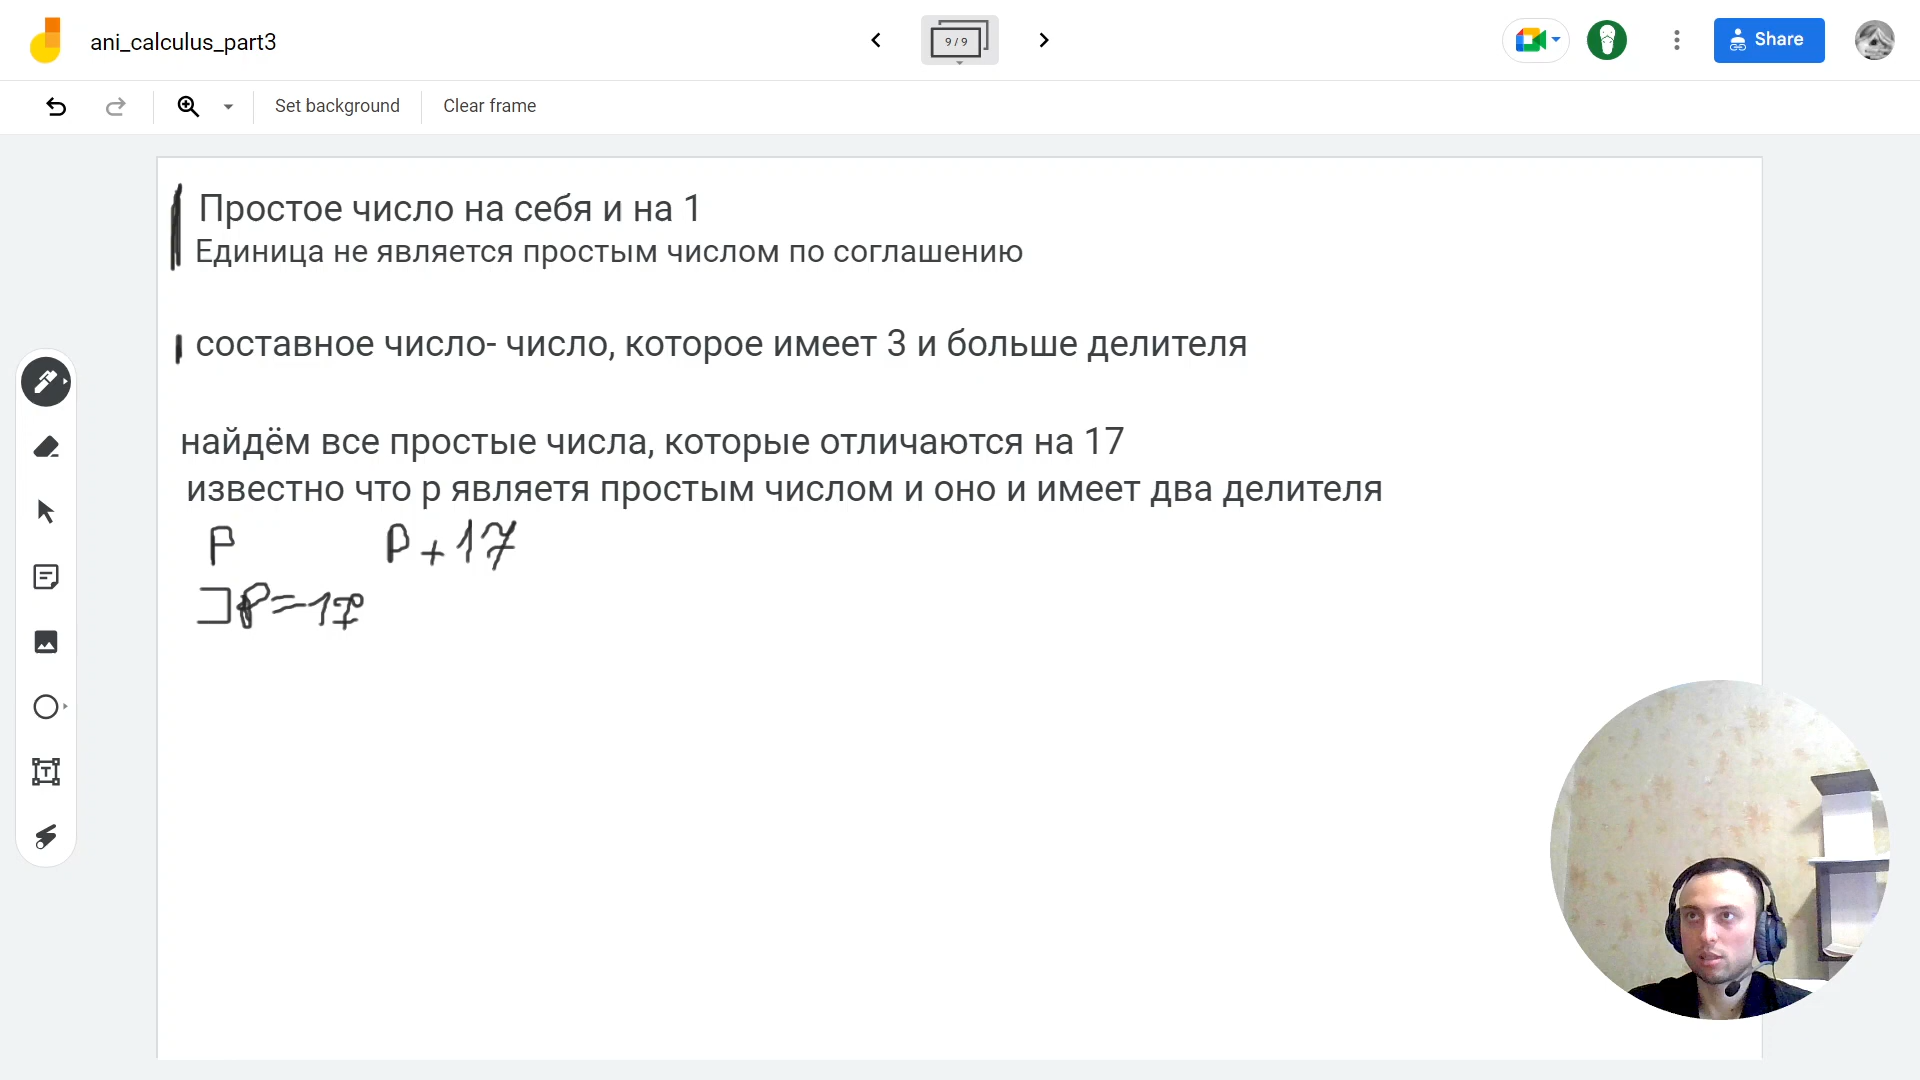 ani_calculus_part3
9 / 9
Share
Set background
Clear frame
Простое число на себя и на 1
Единица не является простым числом по соглашению
составное число- число, которое имеет 3 и больше делителя
найдём все простые числа, которые отличаются на 17
известно что р являетя простым числом и оно и имеет два делителя
P P + 17
P = 17